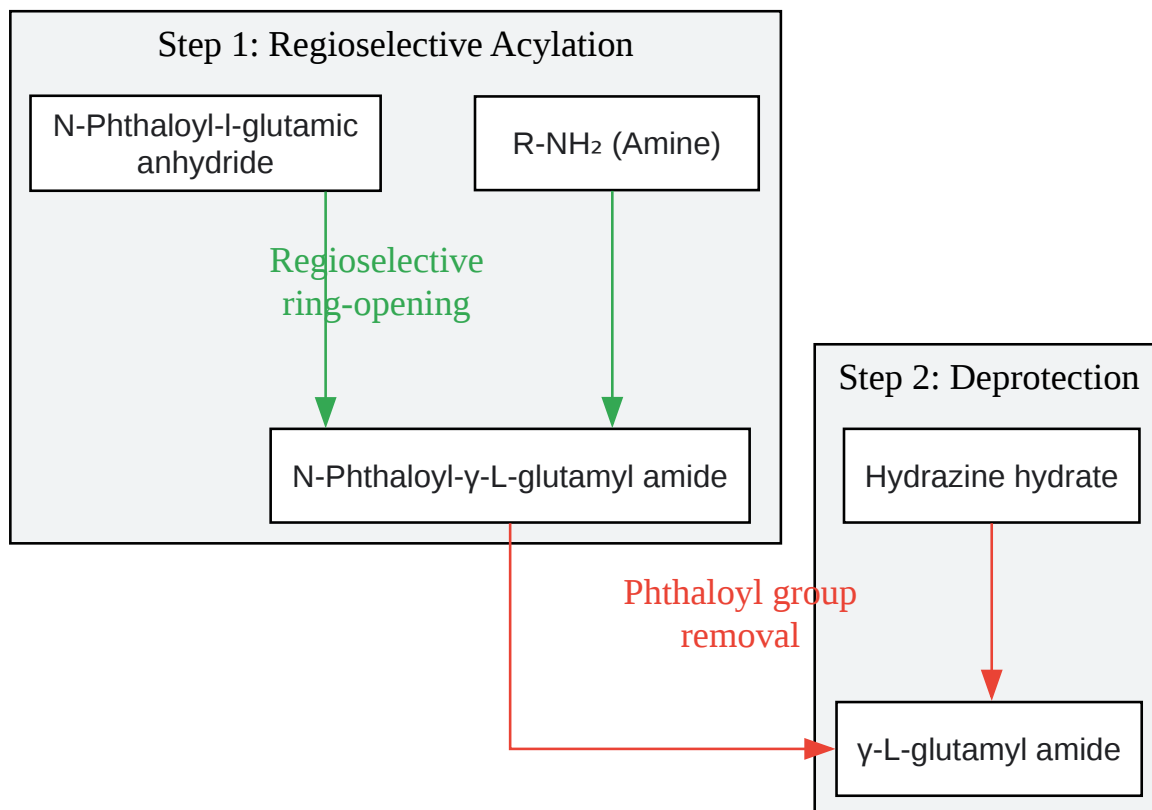 Step 1: Regioselective Acylation
N-Phthaloyl-l-glutamic
anhydride
R-NH₂ (Amine)
Regioselective
ring-opening
N-Phthaloyl-γ-L-glutamyl amide
Step 2: Deprotection
Hydrazine hydrate
Phthaloyl group
removal
γ-L-glutamyl amide